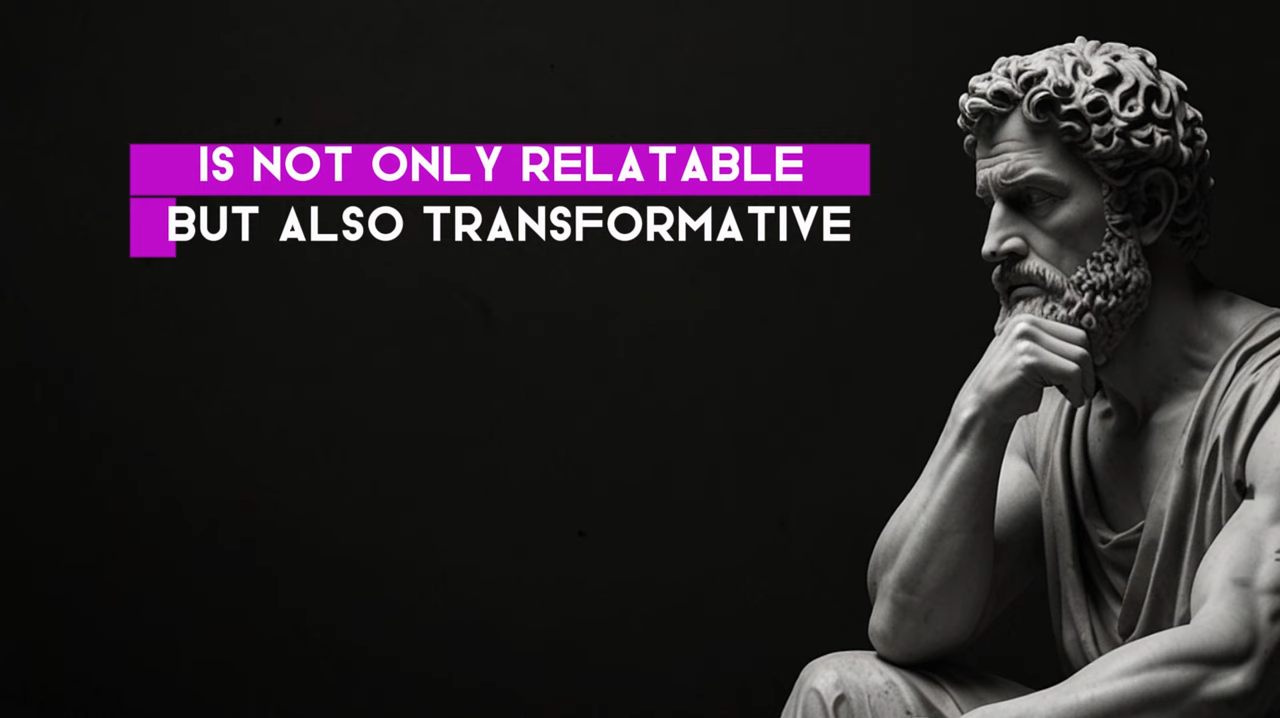 IS NOT ONLY RELATABLE
BUT ALSO TRANSFORMATIVE